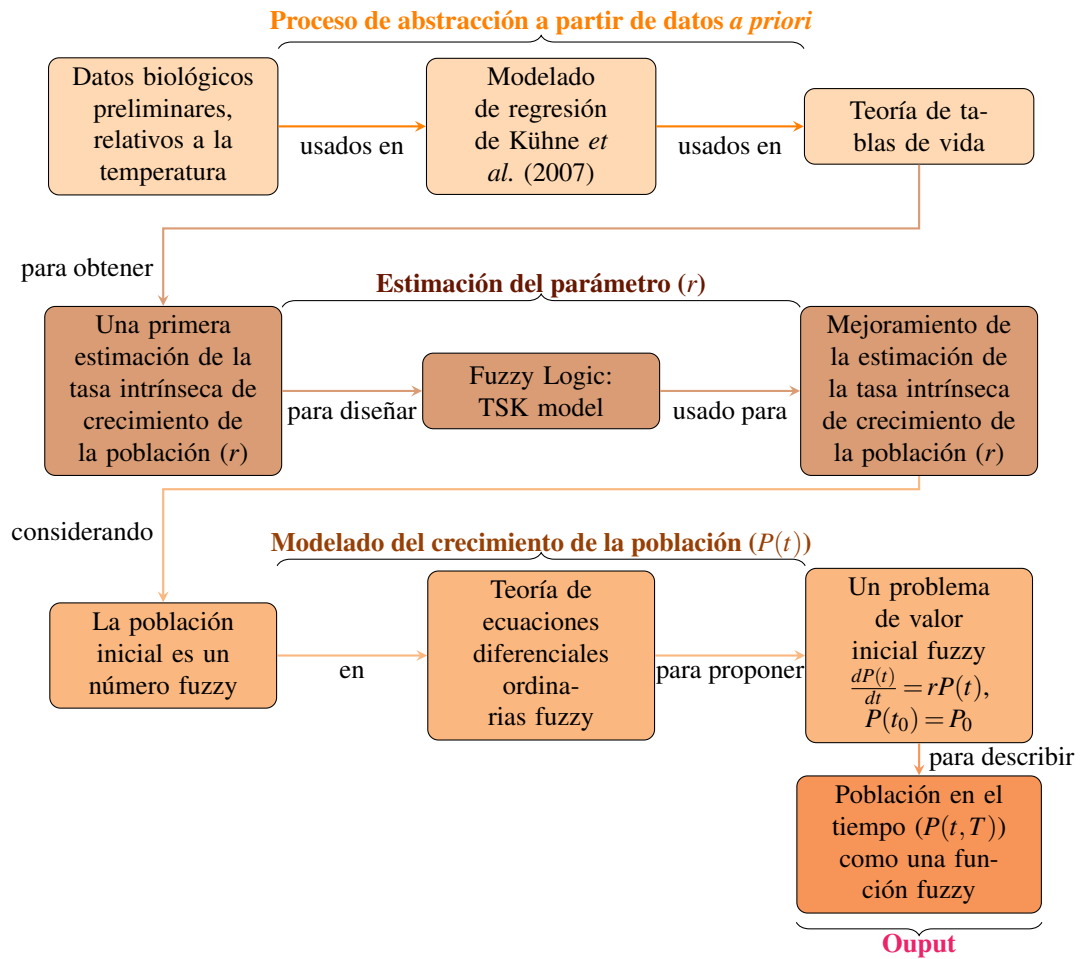 Proceso de abstracción a partir de datos a priori
Datos biológicos
preliminares,
relativos a la
temperatura
usados en
Modelado
de regresión
de Kühne et
al. (2007)
usados en
Teoría de ta-
blas de vida
para obtener
Estimación del parámetro (r)
Una primera
estimación de la
tasa intrínseca de
crecimiento de
la población (r)
para diseñar
Fuzzy Logic:
TSK model
usado para
Mejoramiento de
la estimación de
la tasa intrínseca
de crecimiento de
la población (r)
considerando
Modelado del crecimiento de la población (P(t))
La población
inicial es un
número fuzzy
en
Teoría de
ecuaciones
diferenciales
ordina-
rias fuzzy
para proponer
Un problema
de valor
inicial fuzzy
dP(t)/dt = rP(t),
P(t₀) = P₀
para describir
Población en el
tiempo (P(t, T))
como una fun-
ción fuzzy
Ouput